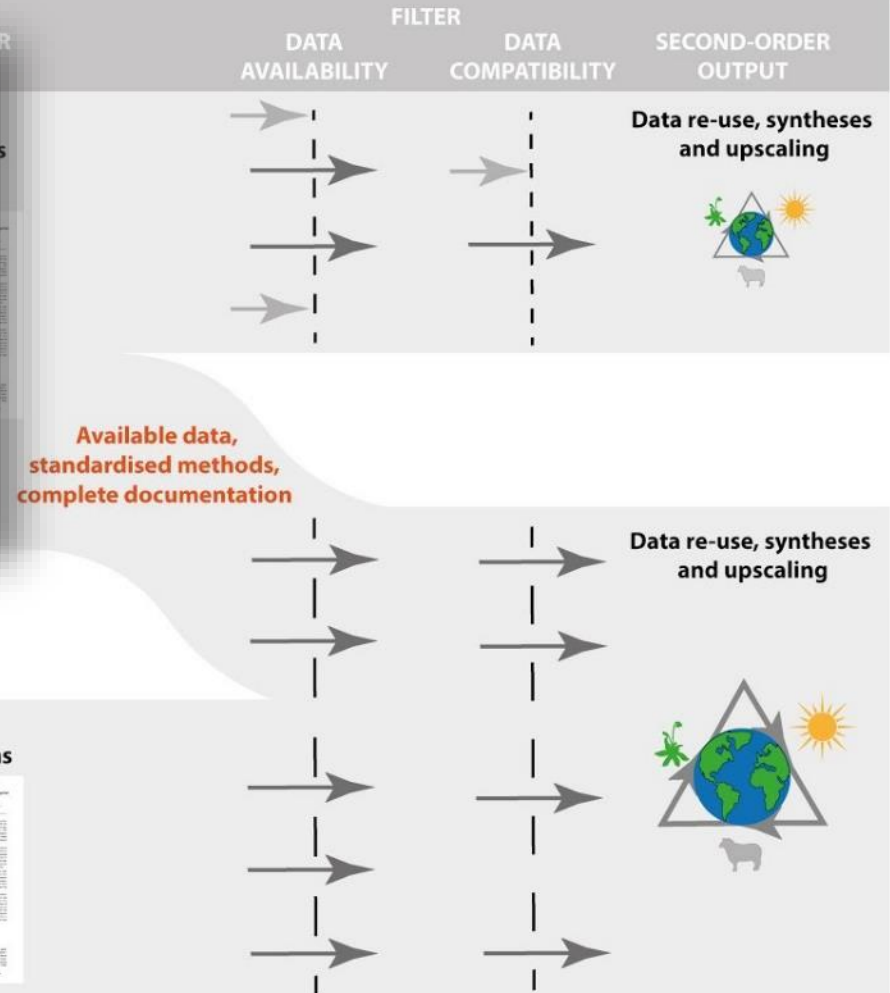 FILTER
R
DATA
AVAILABILITY
DATA
COMPATIBILITY
SECOND-ORDER
OUTPUT
Data re-use, syntheses
and upscaling
s
Available data,
standardised methods,
complete documentation
Data re-use, syntheses
and upscaling
ns